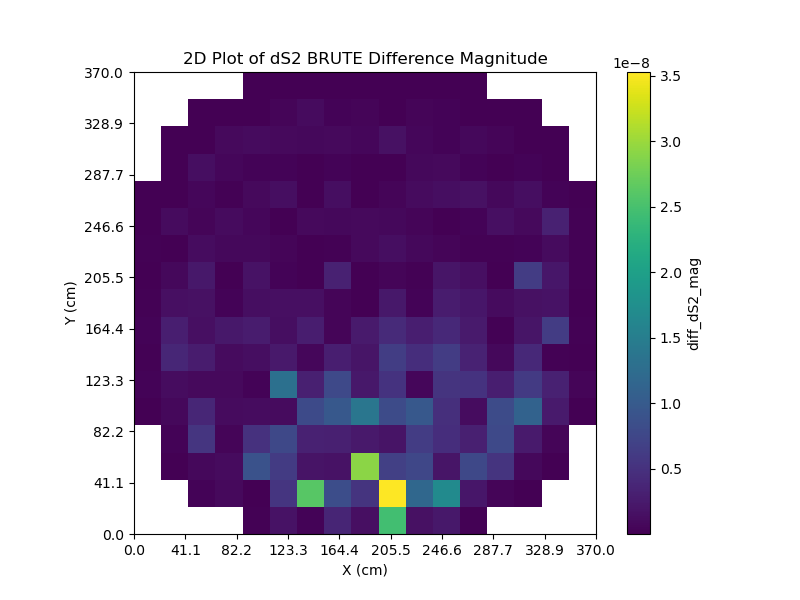 2D Plot of dS2 BRUTE Difference Magnitude
1e−8
370.0
328.9
287.7
246.6
205.5
164.4
123.3
82.2
41.1
0.0
Y (cm)
0.0 41.1 82.2 123.3 164.4 205.5 246.6 287.7 328.9 370.0
X (cm)
3.5
3.0
2.5
2.0
1.5
1.0
0.5
diff_dS2_mag